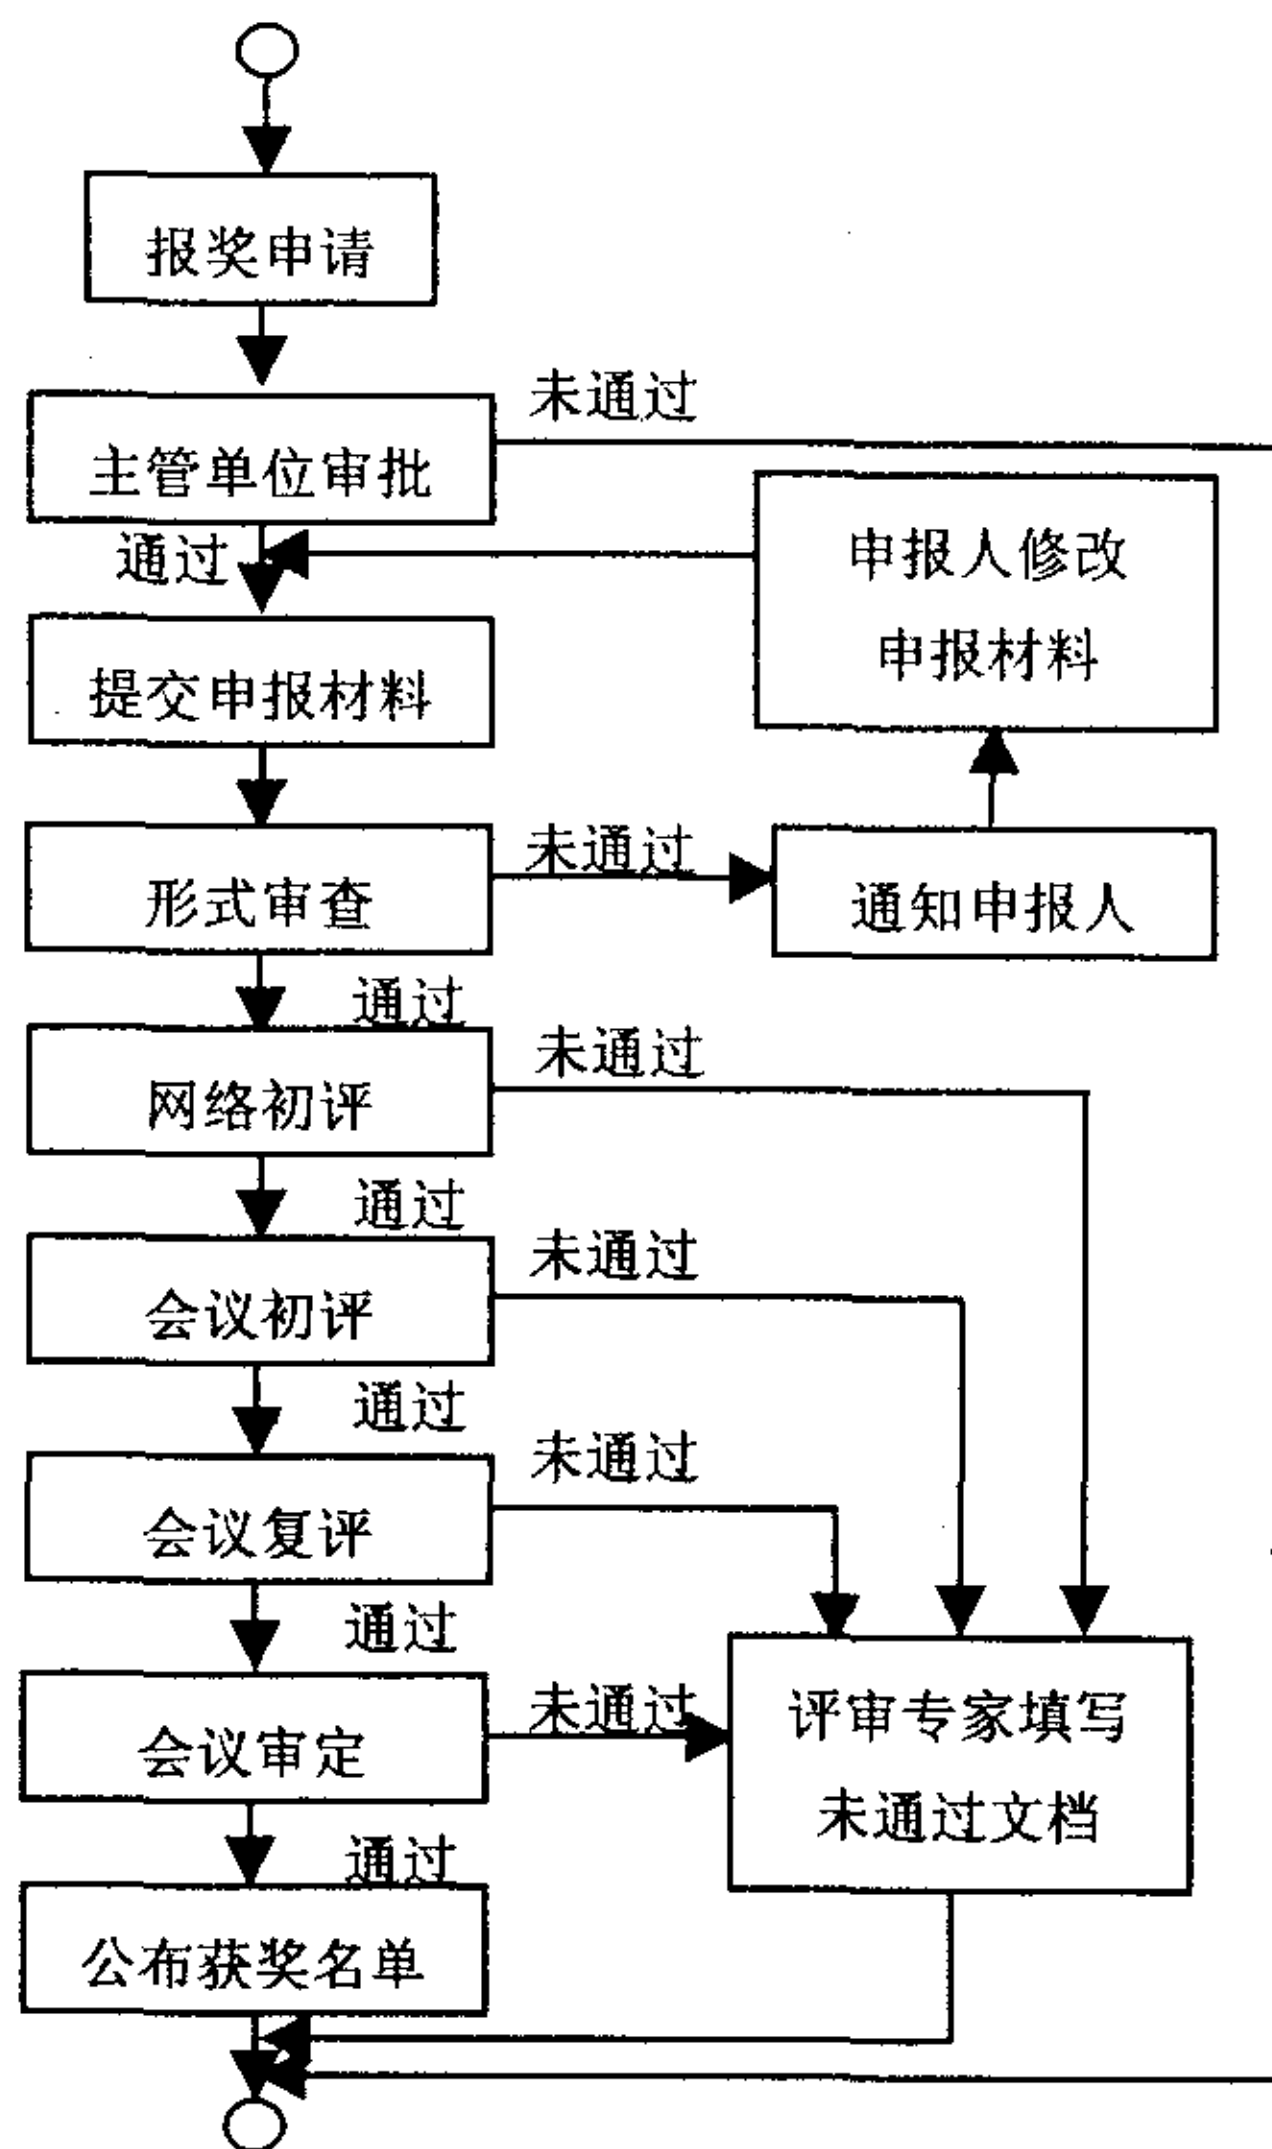 报奖申请
未通过
主管单位审批
通过
申报人修改
申报材料
提交申报材料
未通过
形式审查
通知申报人
通过
未通过
网络初评
通过
未通过
会议初评
通过
未通过
会议复评
通过
未通过
会议审定
评审专家填写
未通过文档
通过
公布获奖名单